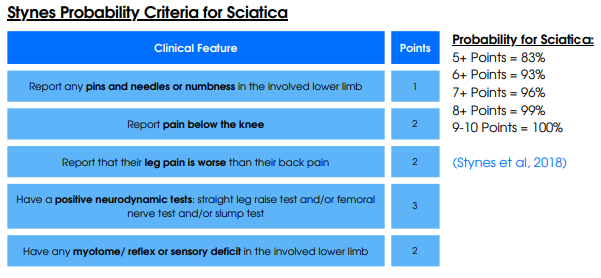 Stynes Probability Criteria for Sciatica
Clinical Feature
Points
Report any pins and needles or numbness in the involved lower limb
1
Report pain below the knee
2
Report that their leg pain is worse than their back pain
2
Have a positive neurodynamic tests: straight leg raise test and/or femoral
nerve test and/or slump test
3
Have any myotome/ reflex or sensory deficit in the involved lower limb
2
Probability for Sciatica:
5+ Points = 83%
6+ Points = 93%
7+ Points = 96%
8+ Points = 99%
9-10 Points = 100%
(Stynes et al, 2018)